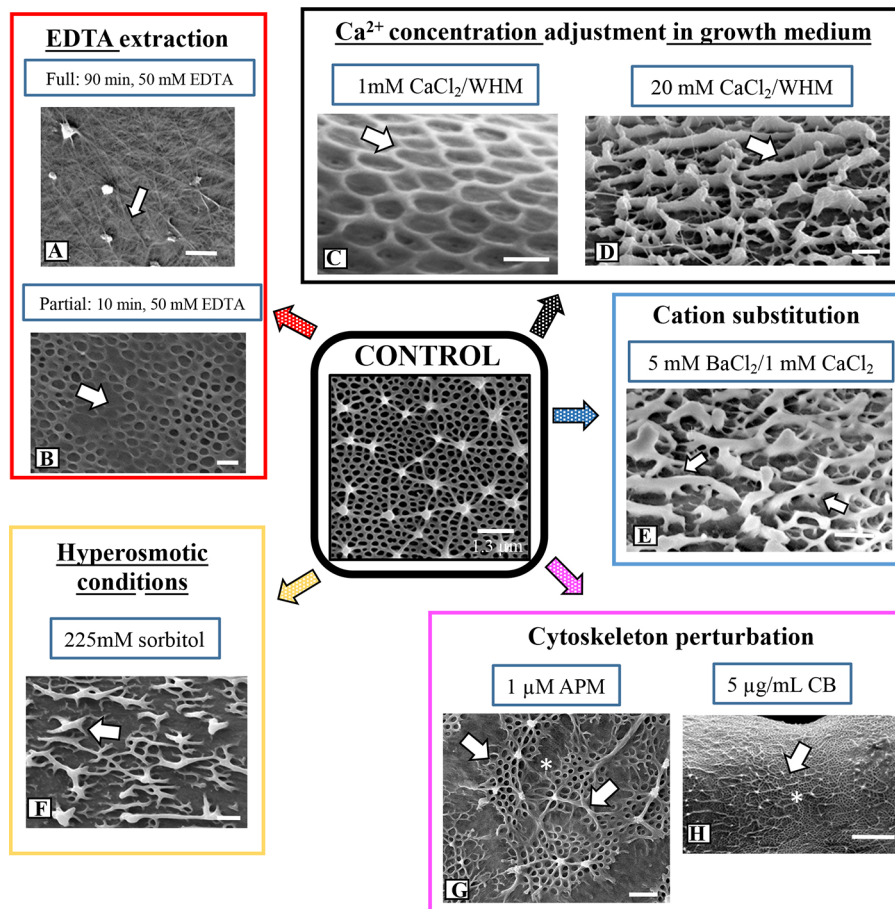 EDTA extraction
Full: 90 min, 50 mM EDTA
A
Partial: 10 min, 50 mM EDTA
B
Ca²⁺ concentration adjustment in growth medium
1mM CaCl₂/WHM
20 mM CaCl₂/WHM
C
D
CONTROL
1.3 µm
Cation substitution
5 mM BaCl₂/1 mM CaCl₂
E
Hyperosmotic
conditions
225mM sorbitol
F
Cytoskeleton perturbation
1 µM APM
5 µg/mL CB
*
*
G
H